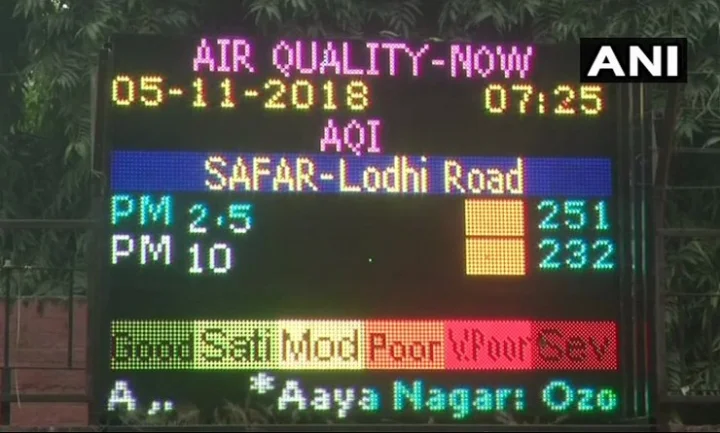 AIR QUALITY-NOW
ANI
05-11-2018 07:25
AQI
SAFAR-Lodhi Road
PM 2.5 251
PM 10 232
Good Sati Mod Poor V.Poor Sev
A ,. *Aaya Nagar: Ozo